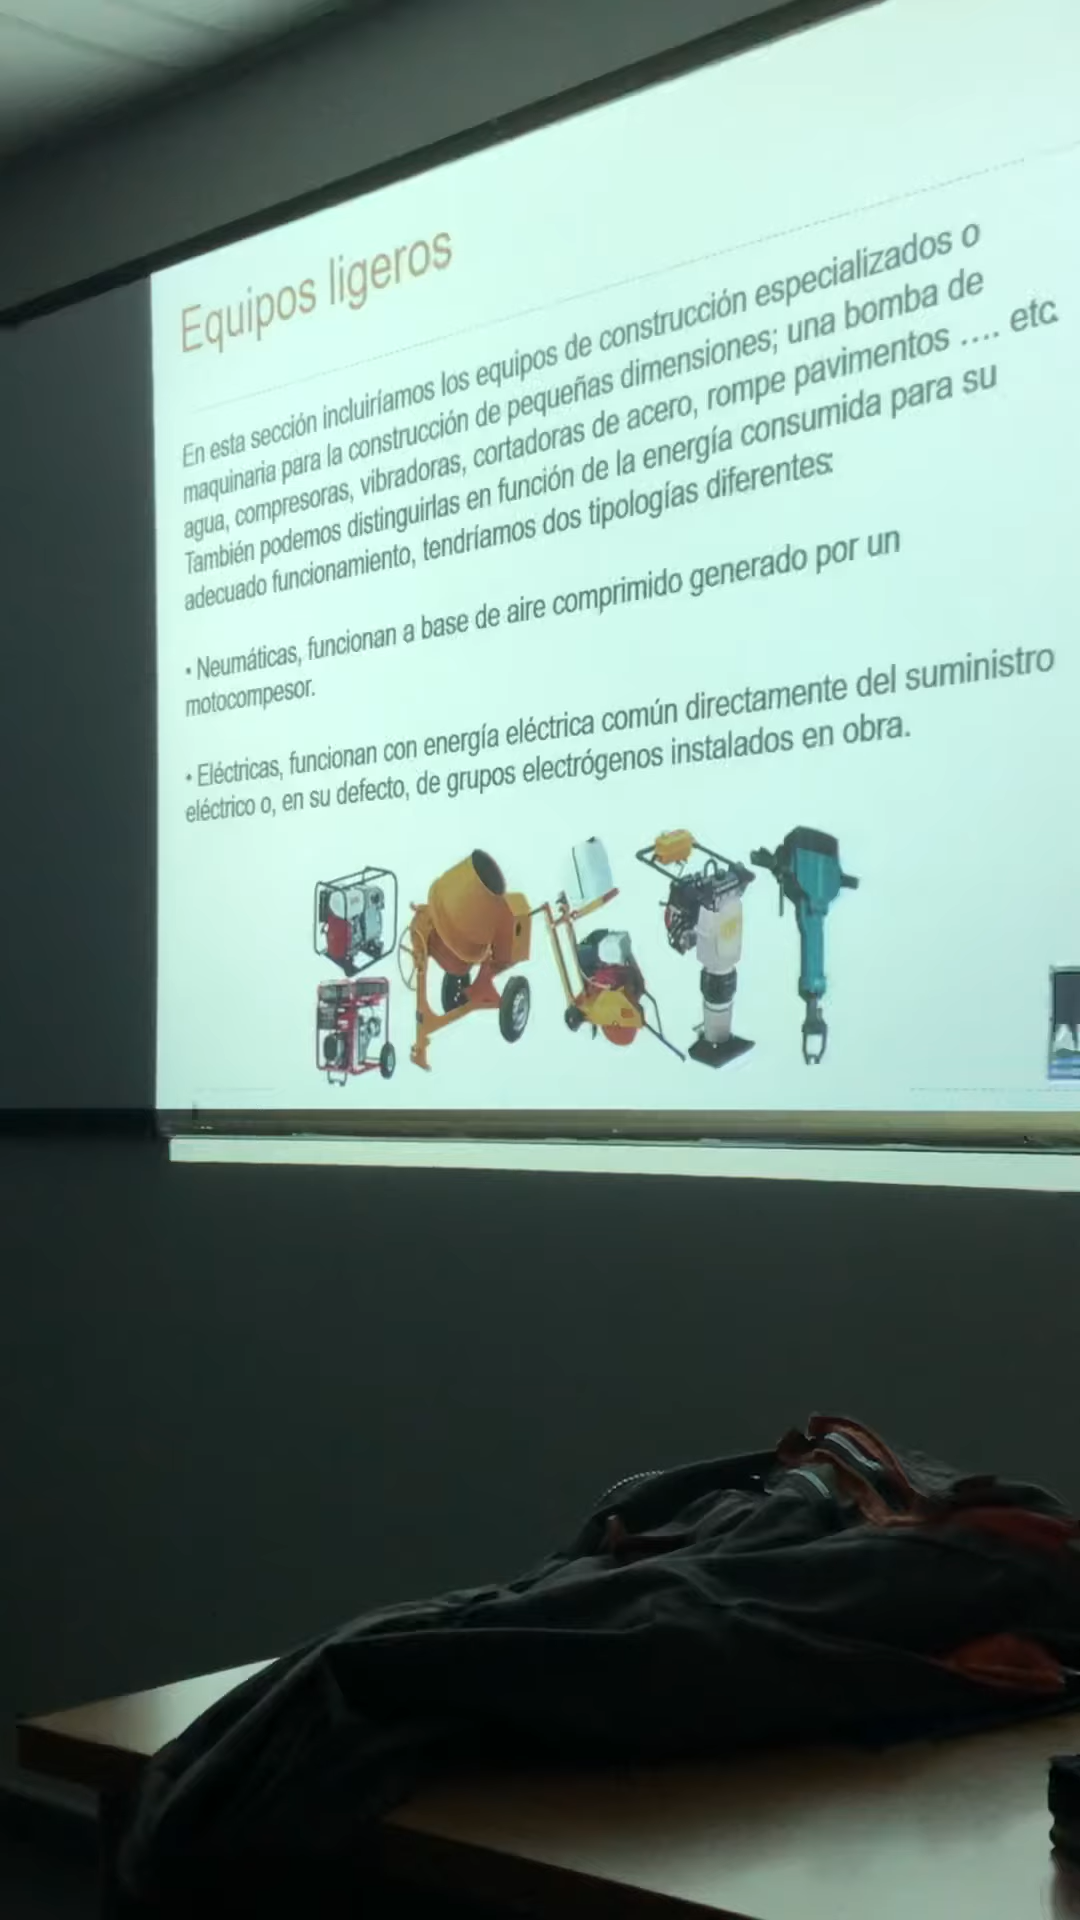 Equipos ligeros
En esta sección incluiríamos los equipos de construcción especializados o
maquinaria para la construcción de pequeñas dimensiones; una bomba de
agua, compresoras, vibradoras, cortadoras de acero, rompe pavimentos .... etc.
También podemos distinguirlas en función de la energía consumida para su
adecuado funcionamiento, tendríamos dos tipologías diferentes:
• Neumáticas, funcionan a base de aire comprimido generado por un
motocompesor.
• Eléctricas, funcionan con energía eléctrica común directamente del suministro
eléctrico o, en su defecto, de grupos electrógenos instalados en obra.